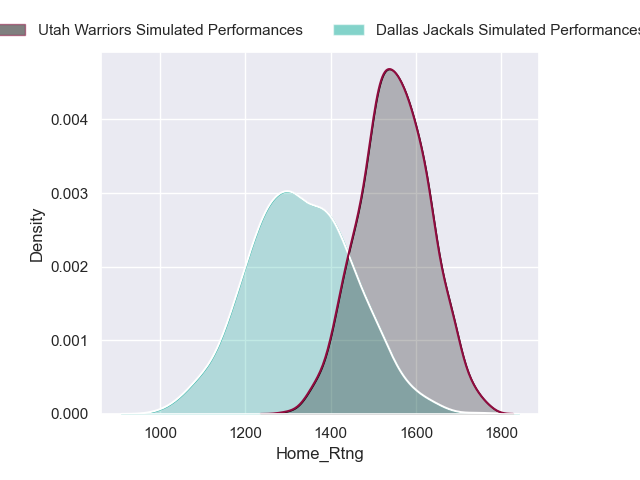 Utah Warriors Simulated Performances
Dallas Jackals Simulated Performances
Density
0.004
0.003
0.002
0.001
0.000
1000 1200 1400 1600 1800
Home_Rtng